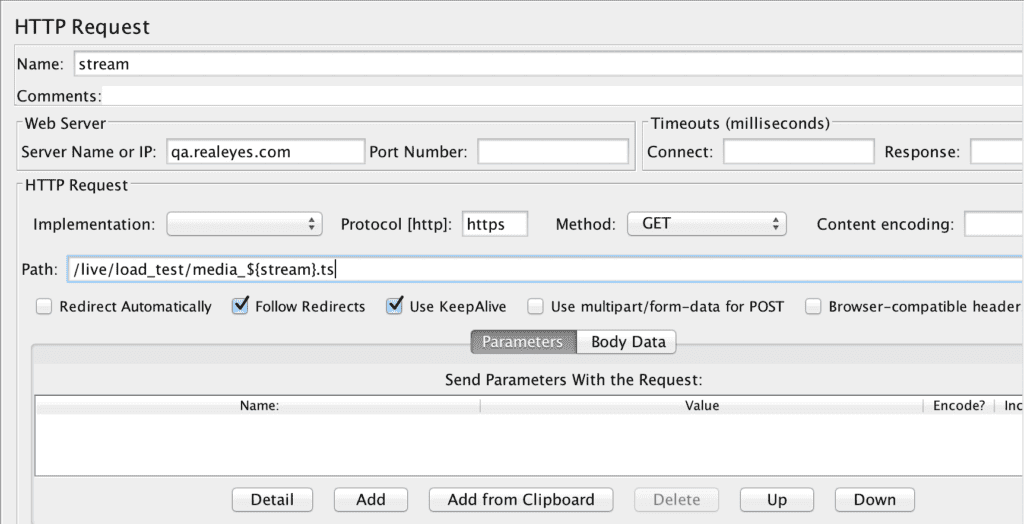 HTTP Request
Name: stream
Comments:
Web Server
Timeouts (milliseconds)
Server Name or IP: qa.realeyes.com Port Number:
Connect: Response:
HTTP Request
Implementation: Protocol [http]: https Method: GET Content encoding:
Path: /live/load_test/media_${stream}.ts
Redirect Automatically Follow Redirects Use KeepAlive Use multipart/form-data for POST Browser-compatible header
Parameters Body Data
Send Parameters With the Request:
Name: Value Encode? Inc
Detail Add Add from Clipboard Delete Up Down